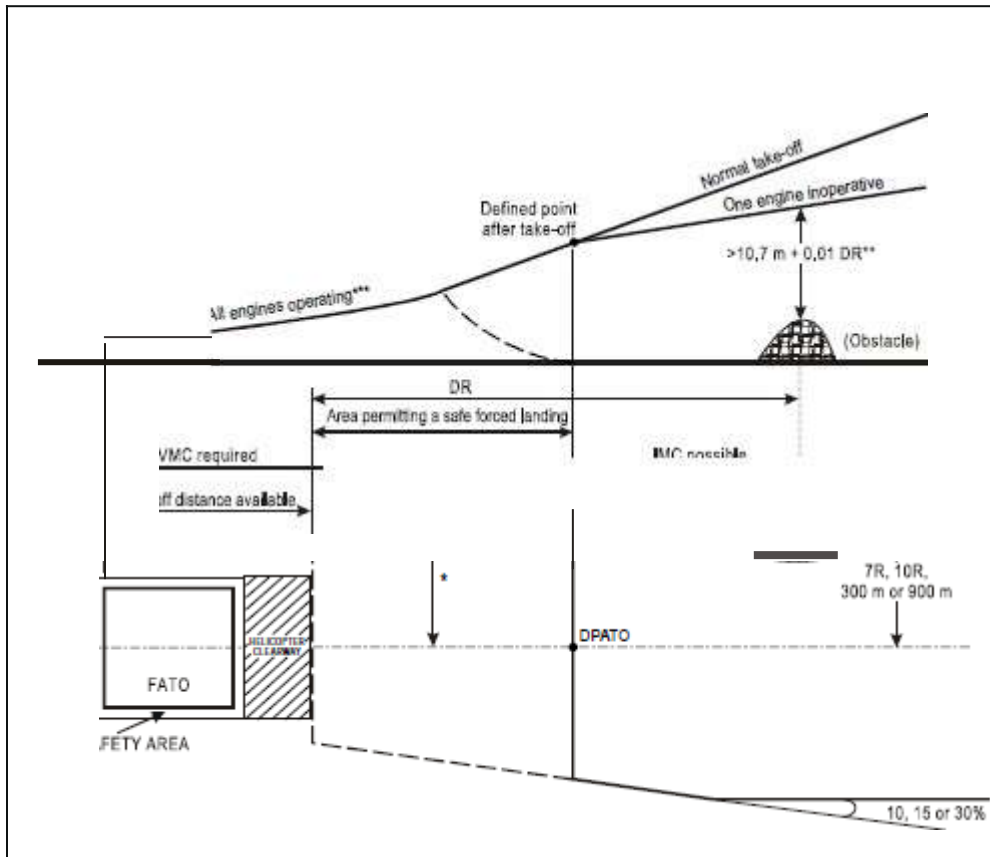 Normal take-off
One engine inoperative
Defined point
after take-off
>10,7 m + 0,01 DR**
All engines operating***
(Obstacle)
DR
Area permitting a safe forced landing
VMC required
IMC possible
off distance available
7R, 10R,
300 m or 900 m
*
HELICOPTER
CLEARWAY
DPATO
FATO
AFETY AREA
10, 15 or 30%